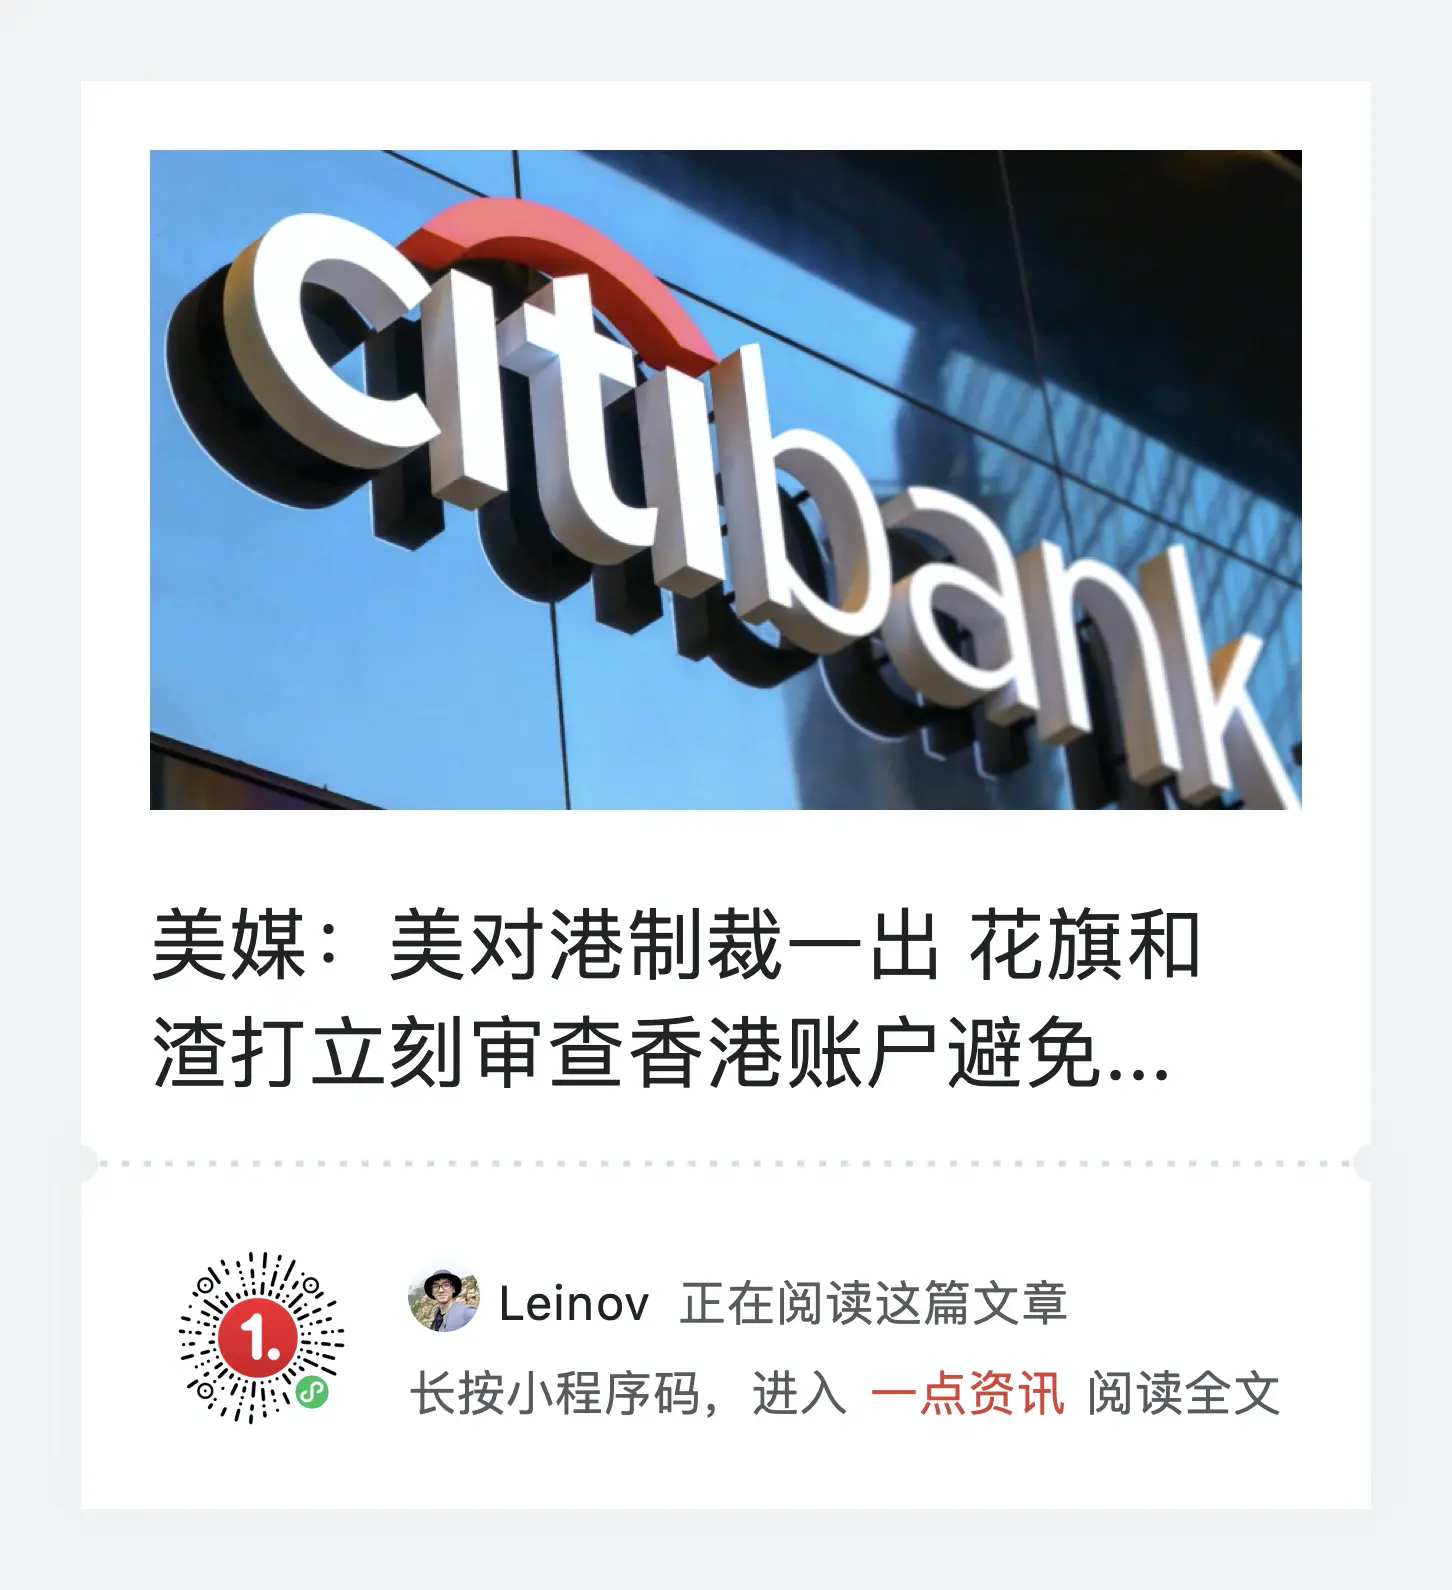 citibank
美媒：美对港制裁一出 花旗和
渣打立刻审查香港账户避免...
1.
Leinov 正在阅读这篇文章
长按小程序码，进入 一点资讯 阅读全文